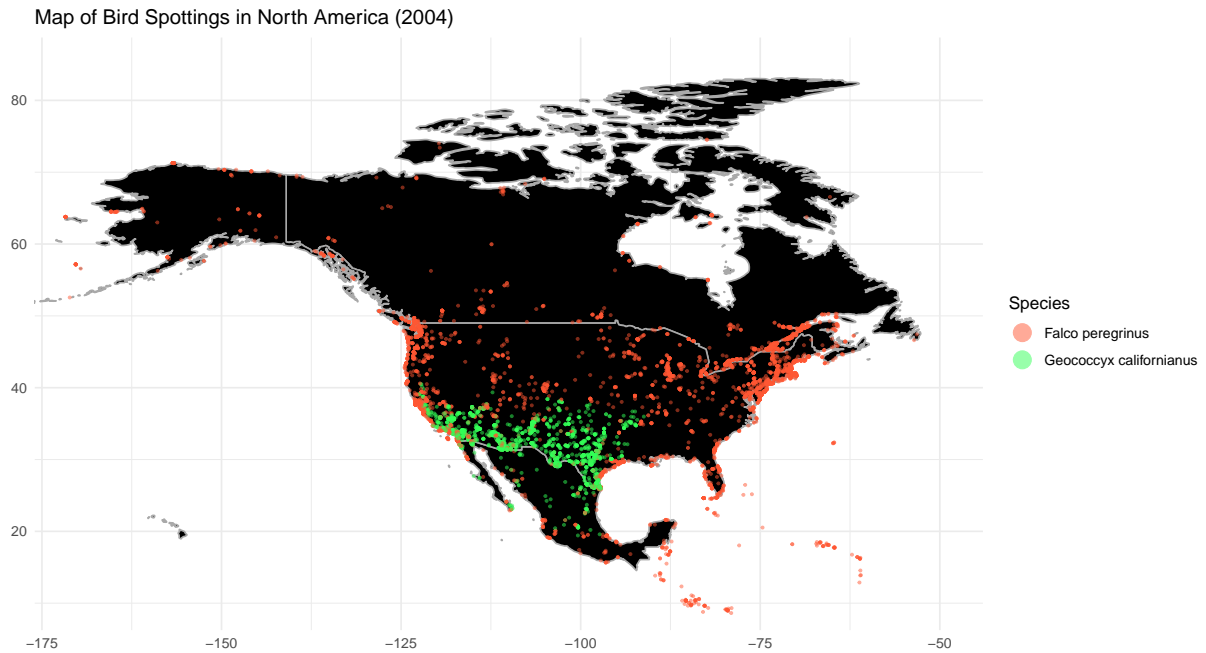 Map of Bird Spottings in North America (2004)
80
60
40
20
−175
−150
−125
−100
−75
−50
Species
Falco peregrinus
Geococcyx californianus